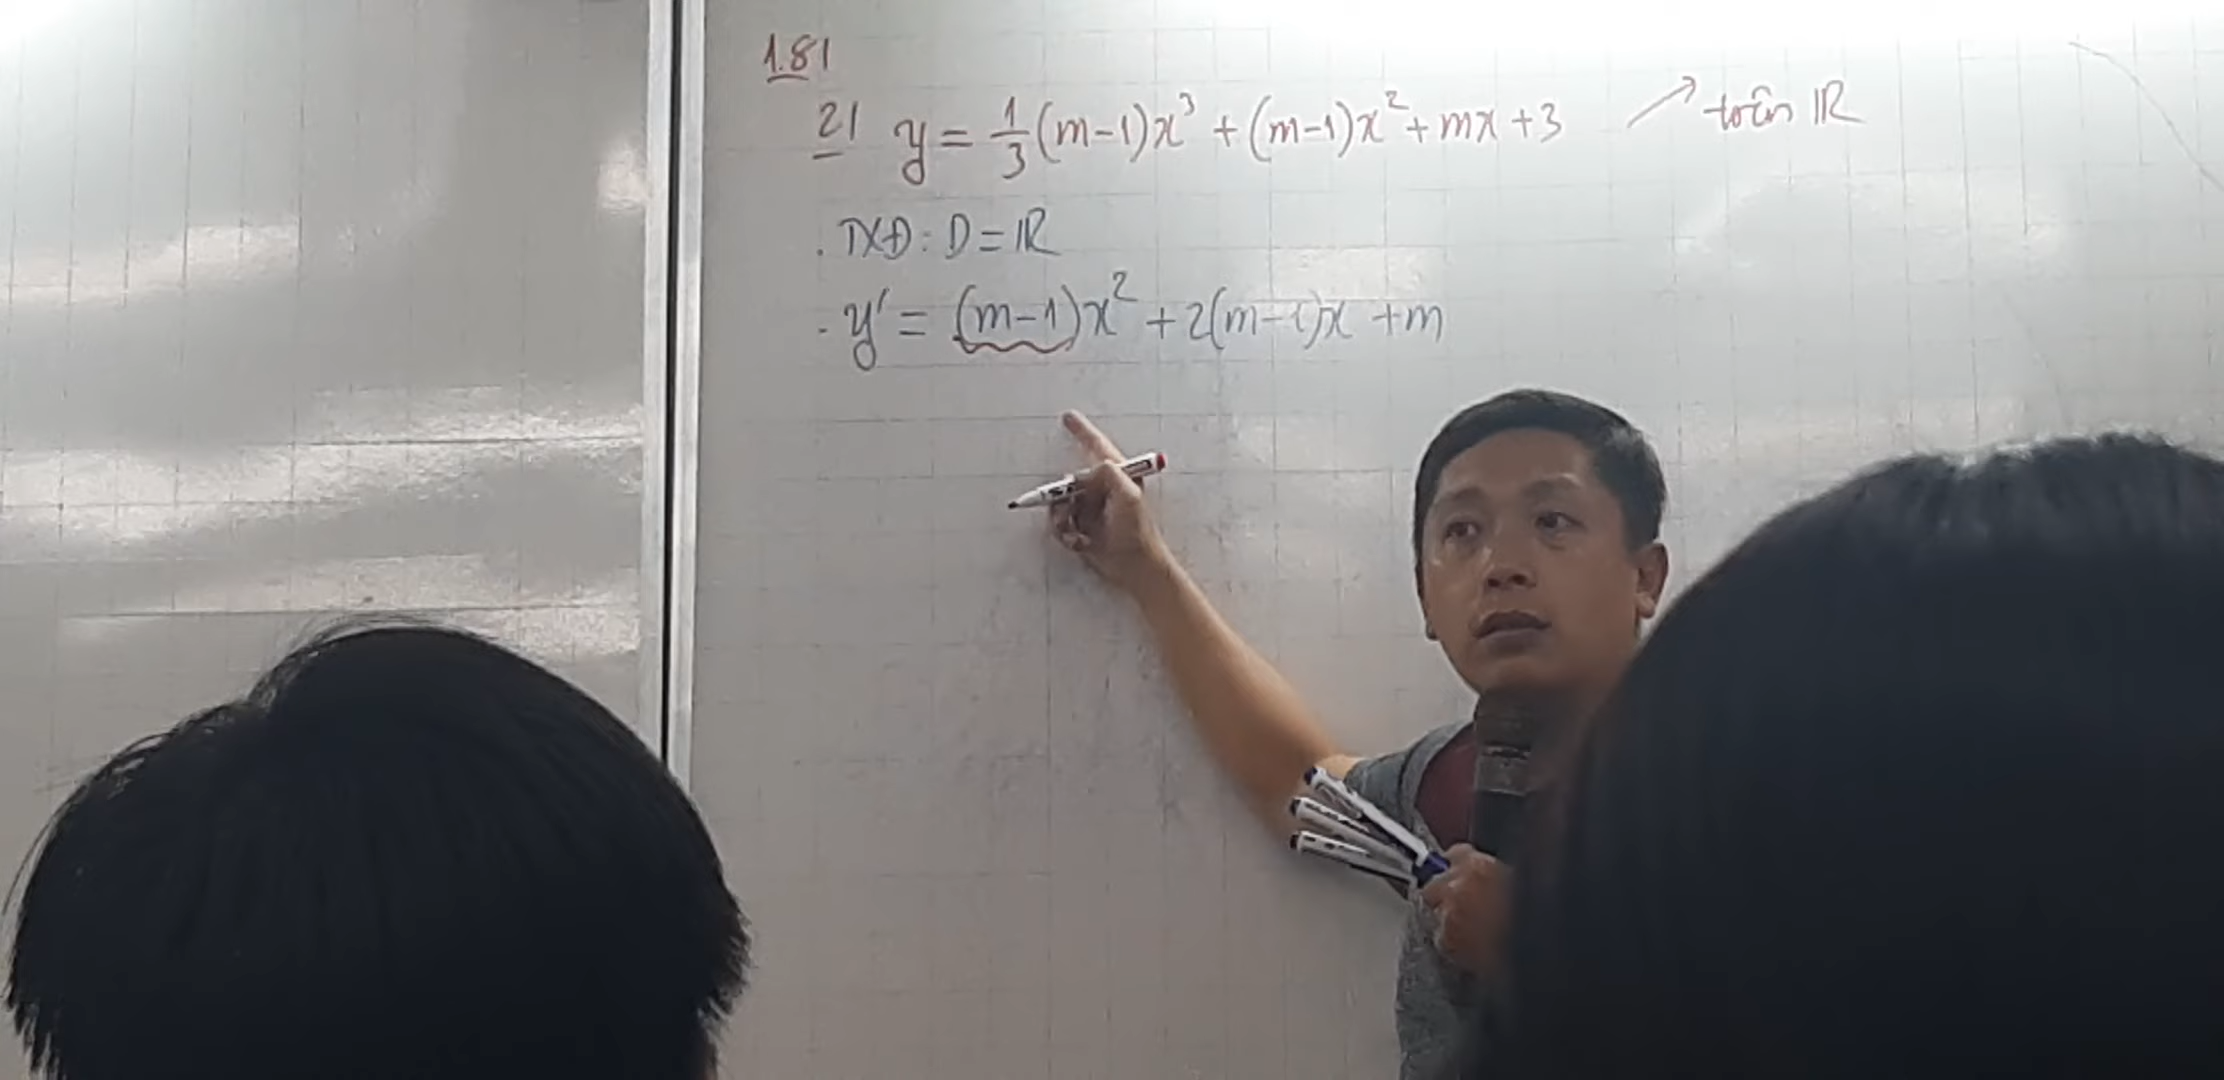 1.81
2/ y = 1/3 (m-1)x³ + (m-1)x² + mx + 3 ↗ trên ℝ
. TXĐ: D = ℝ
- y' = (m-1)x² + 2(m-1)x + m